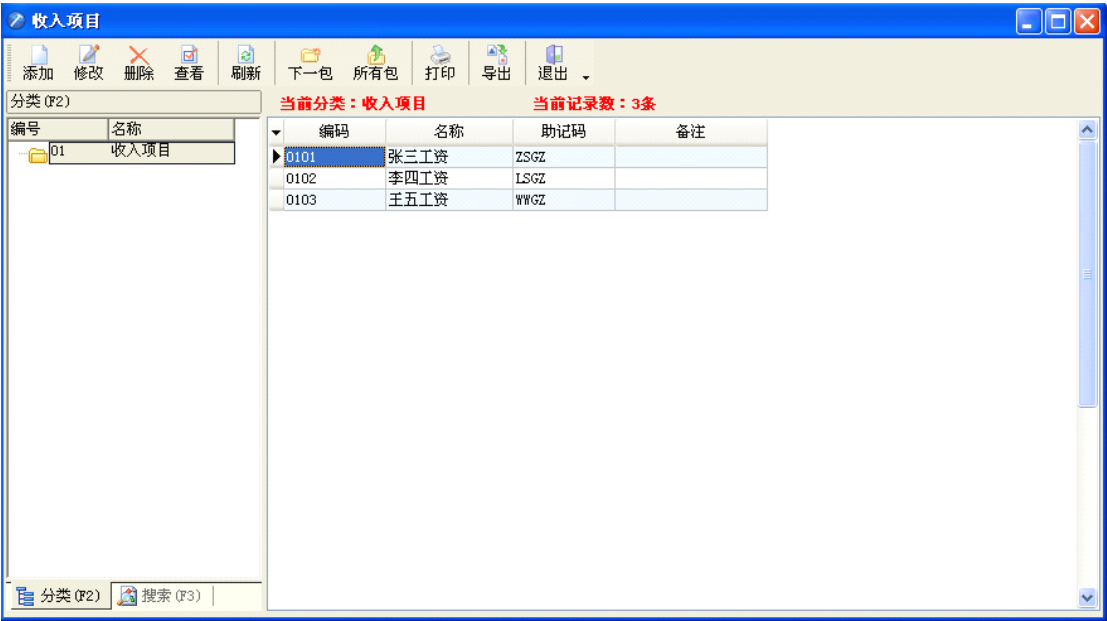 收入项目
添加 修改 删除 查看 刷新 下一包 所有包 打印 导出 退出
分类(F2)
当前分类：收入项目 当前记录数：3条
编号 名称
01 收入项目
编码 名称 助记码 备注
0101 张三工资 ZSGZ
0102 李四工资 LSGZ
0103 王五工资 WWGZ
分类(F2) 搜索(F3)